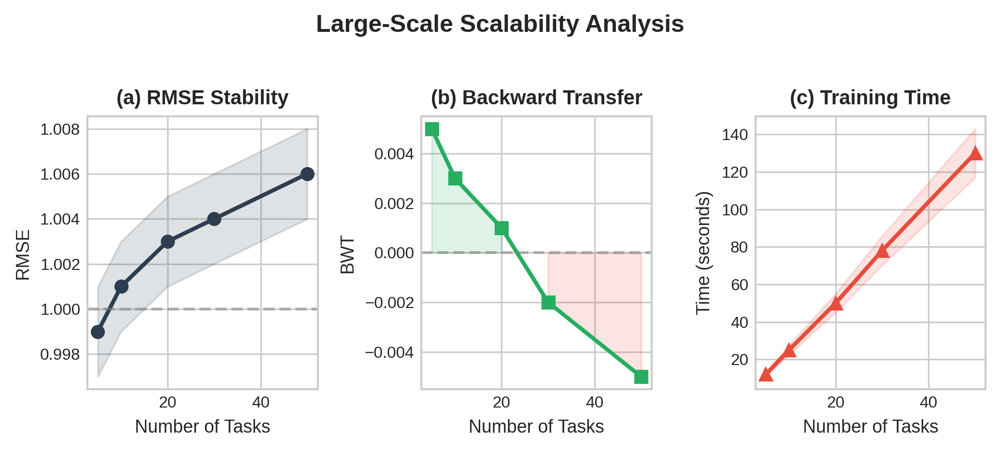 Large-Scale Scalability Analysis
(a) RMSE Stability
1.008
1.006
1.004
1.002
1.000
0.998
RMSE
20 40
Number of Tasks
(b) Backward Transfer
0.004
0.002
0.000
−0.002
−0.004
BWT
20 40
Number of Tasks
(c) Training Time
140
120
100
80
60
40
20
Time (seconds)
20 40
Number of Tasks